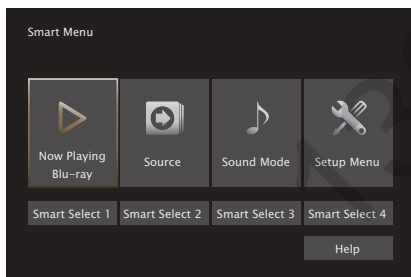 Smart Menu
Now Playing
Blu-ray
Source
Sound Mode
Setup Menu
Smart Select 1
Smart Select 2
Smart Select 3
Smart Select 4
Help